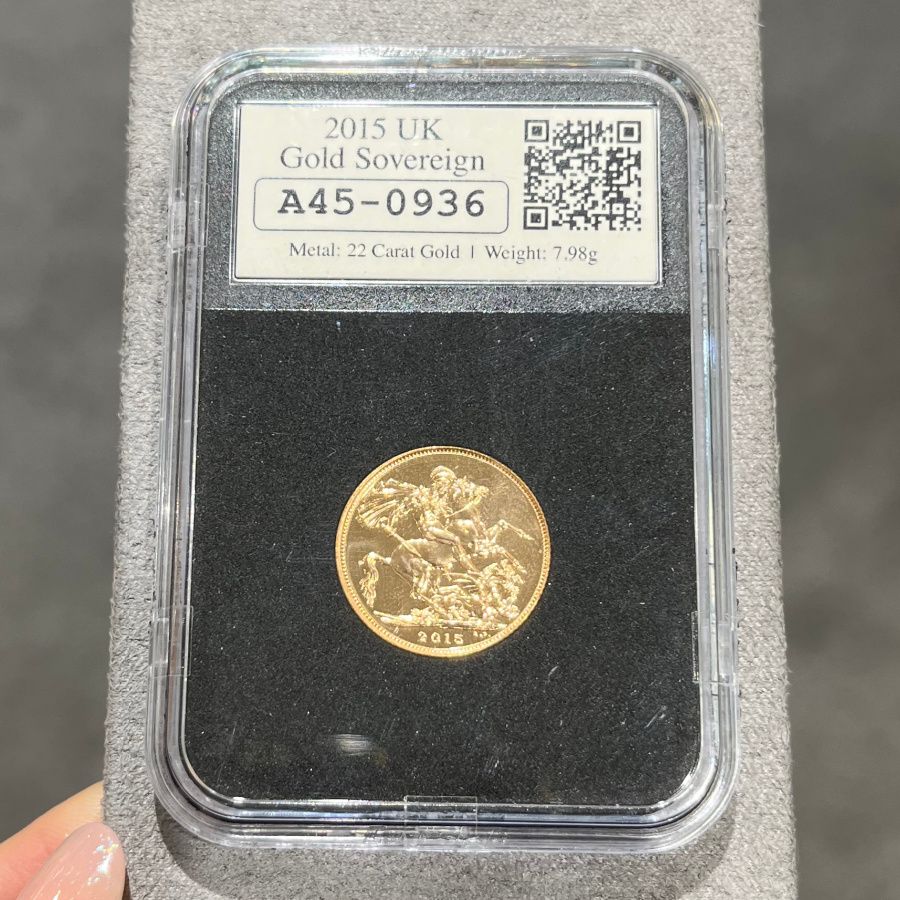 2015 UK
Gold Sovereign
A45-0936
Metal: 22 Carat Gold | Weight: 7.98g
2015